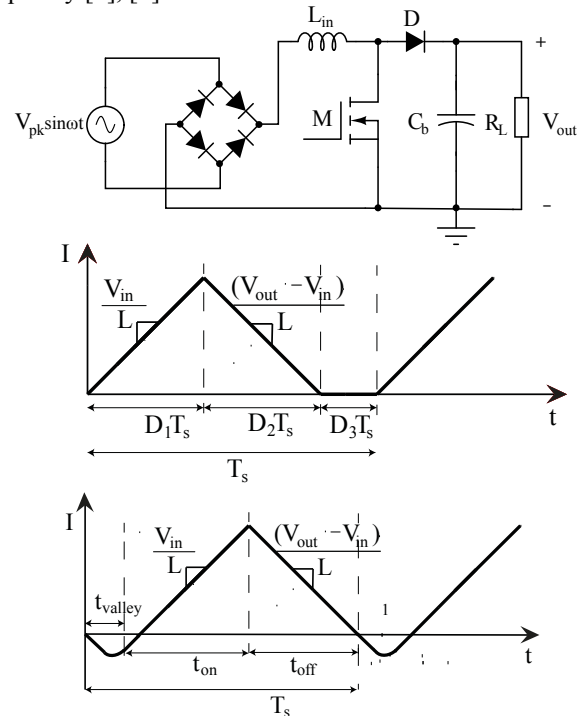 L_in
D
V_pk sinωt
M
C_b
R_L
+
V_out
−
I
V_in
L
(V_out − V_in)
L
D_1T_s
D_2T_s
D_3T_s
t
T_s
I
V_in
L
(V_out − V_in)
L
t_valley
1
t_on
t_off
t
T_s